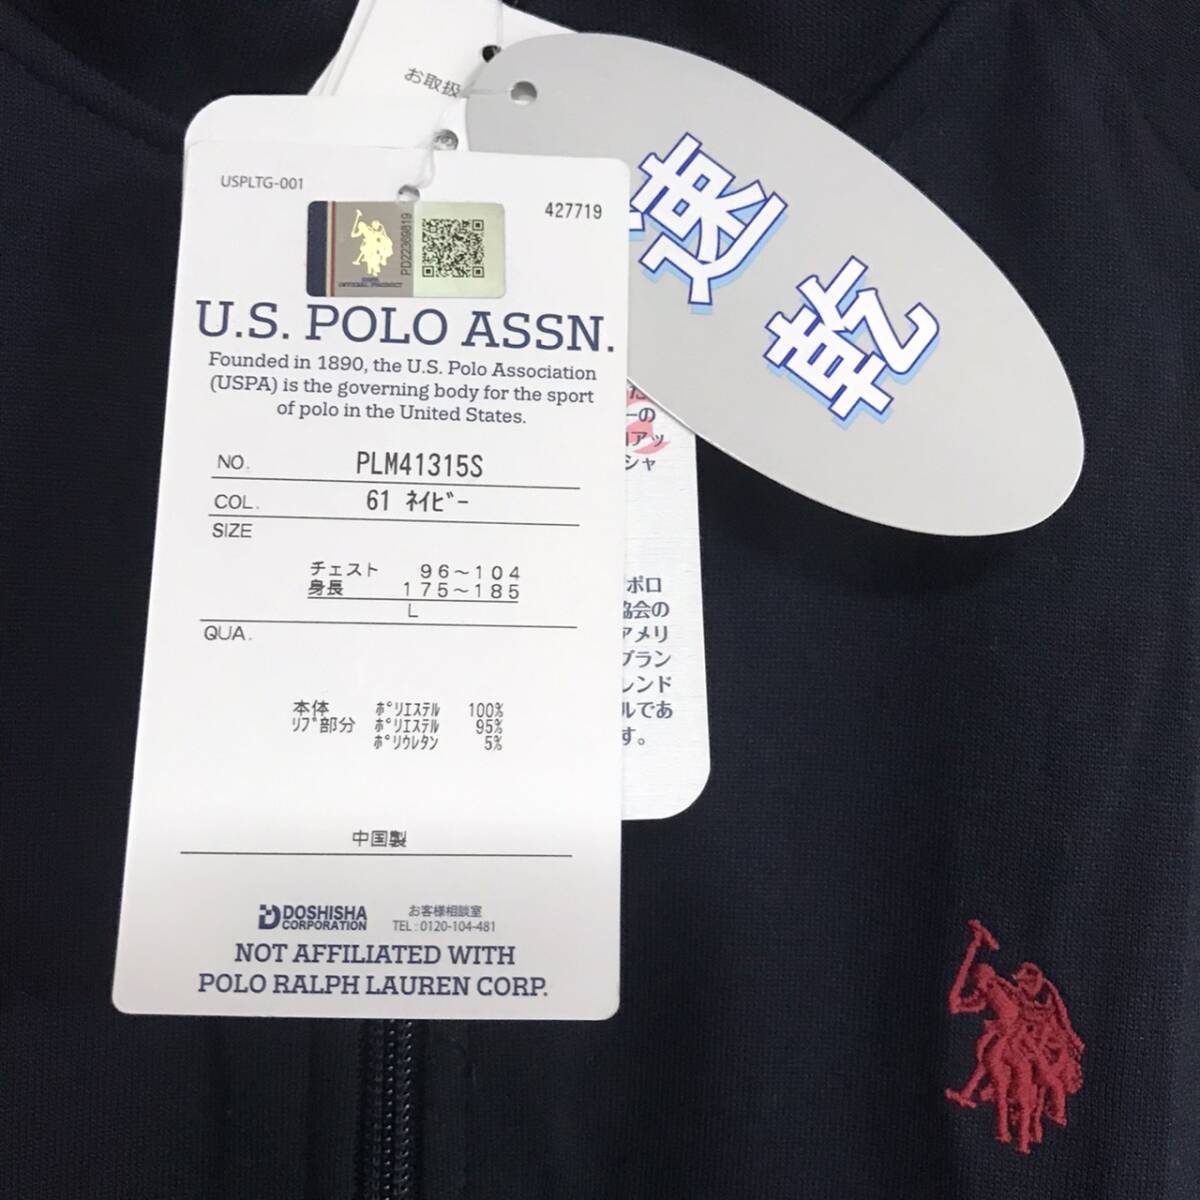 お取扱
速乾
USPLTG-001
427719
PD22369819
OFFICIAL PRODUCT
U.S. POLO ASSN.
Founded in 1890, the U.S. Polo Association
(USPA) is the governing body for the sport
of polo in the United States.
NO. PLM41315S
COL. 61 ネイビー
SIZE
チェスト 96～104
身長 175～185
L
QUA.
本体 ポリエステル 100%
リブ部分 ポリエステル 95%
ポリウレタン 5%
中国製
DOSHISHA
CORPORATION
お客様相談室
TEL : 0120-104-481
NOT AFFILIATED WITH
POLO RALPH LAUREN CORP.
ーの
アッ
シャ
ポロ
協会の
アメリ
ブラン
レンド
ルであ
す。